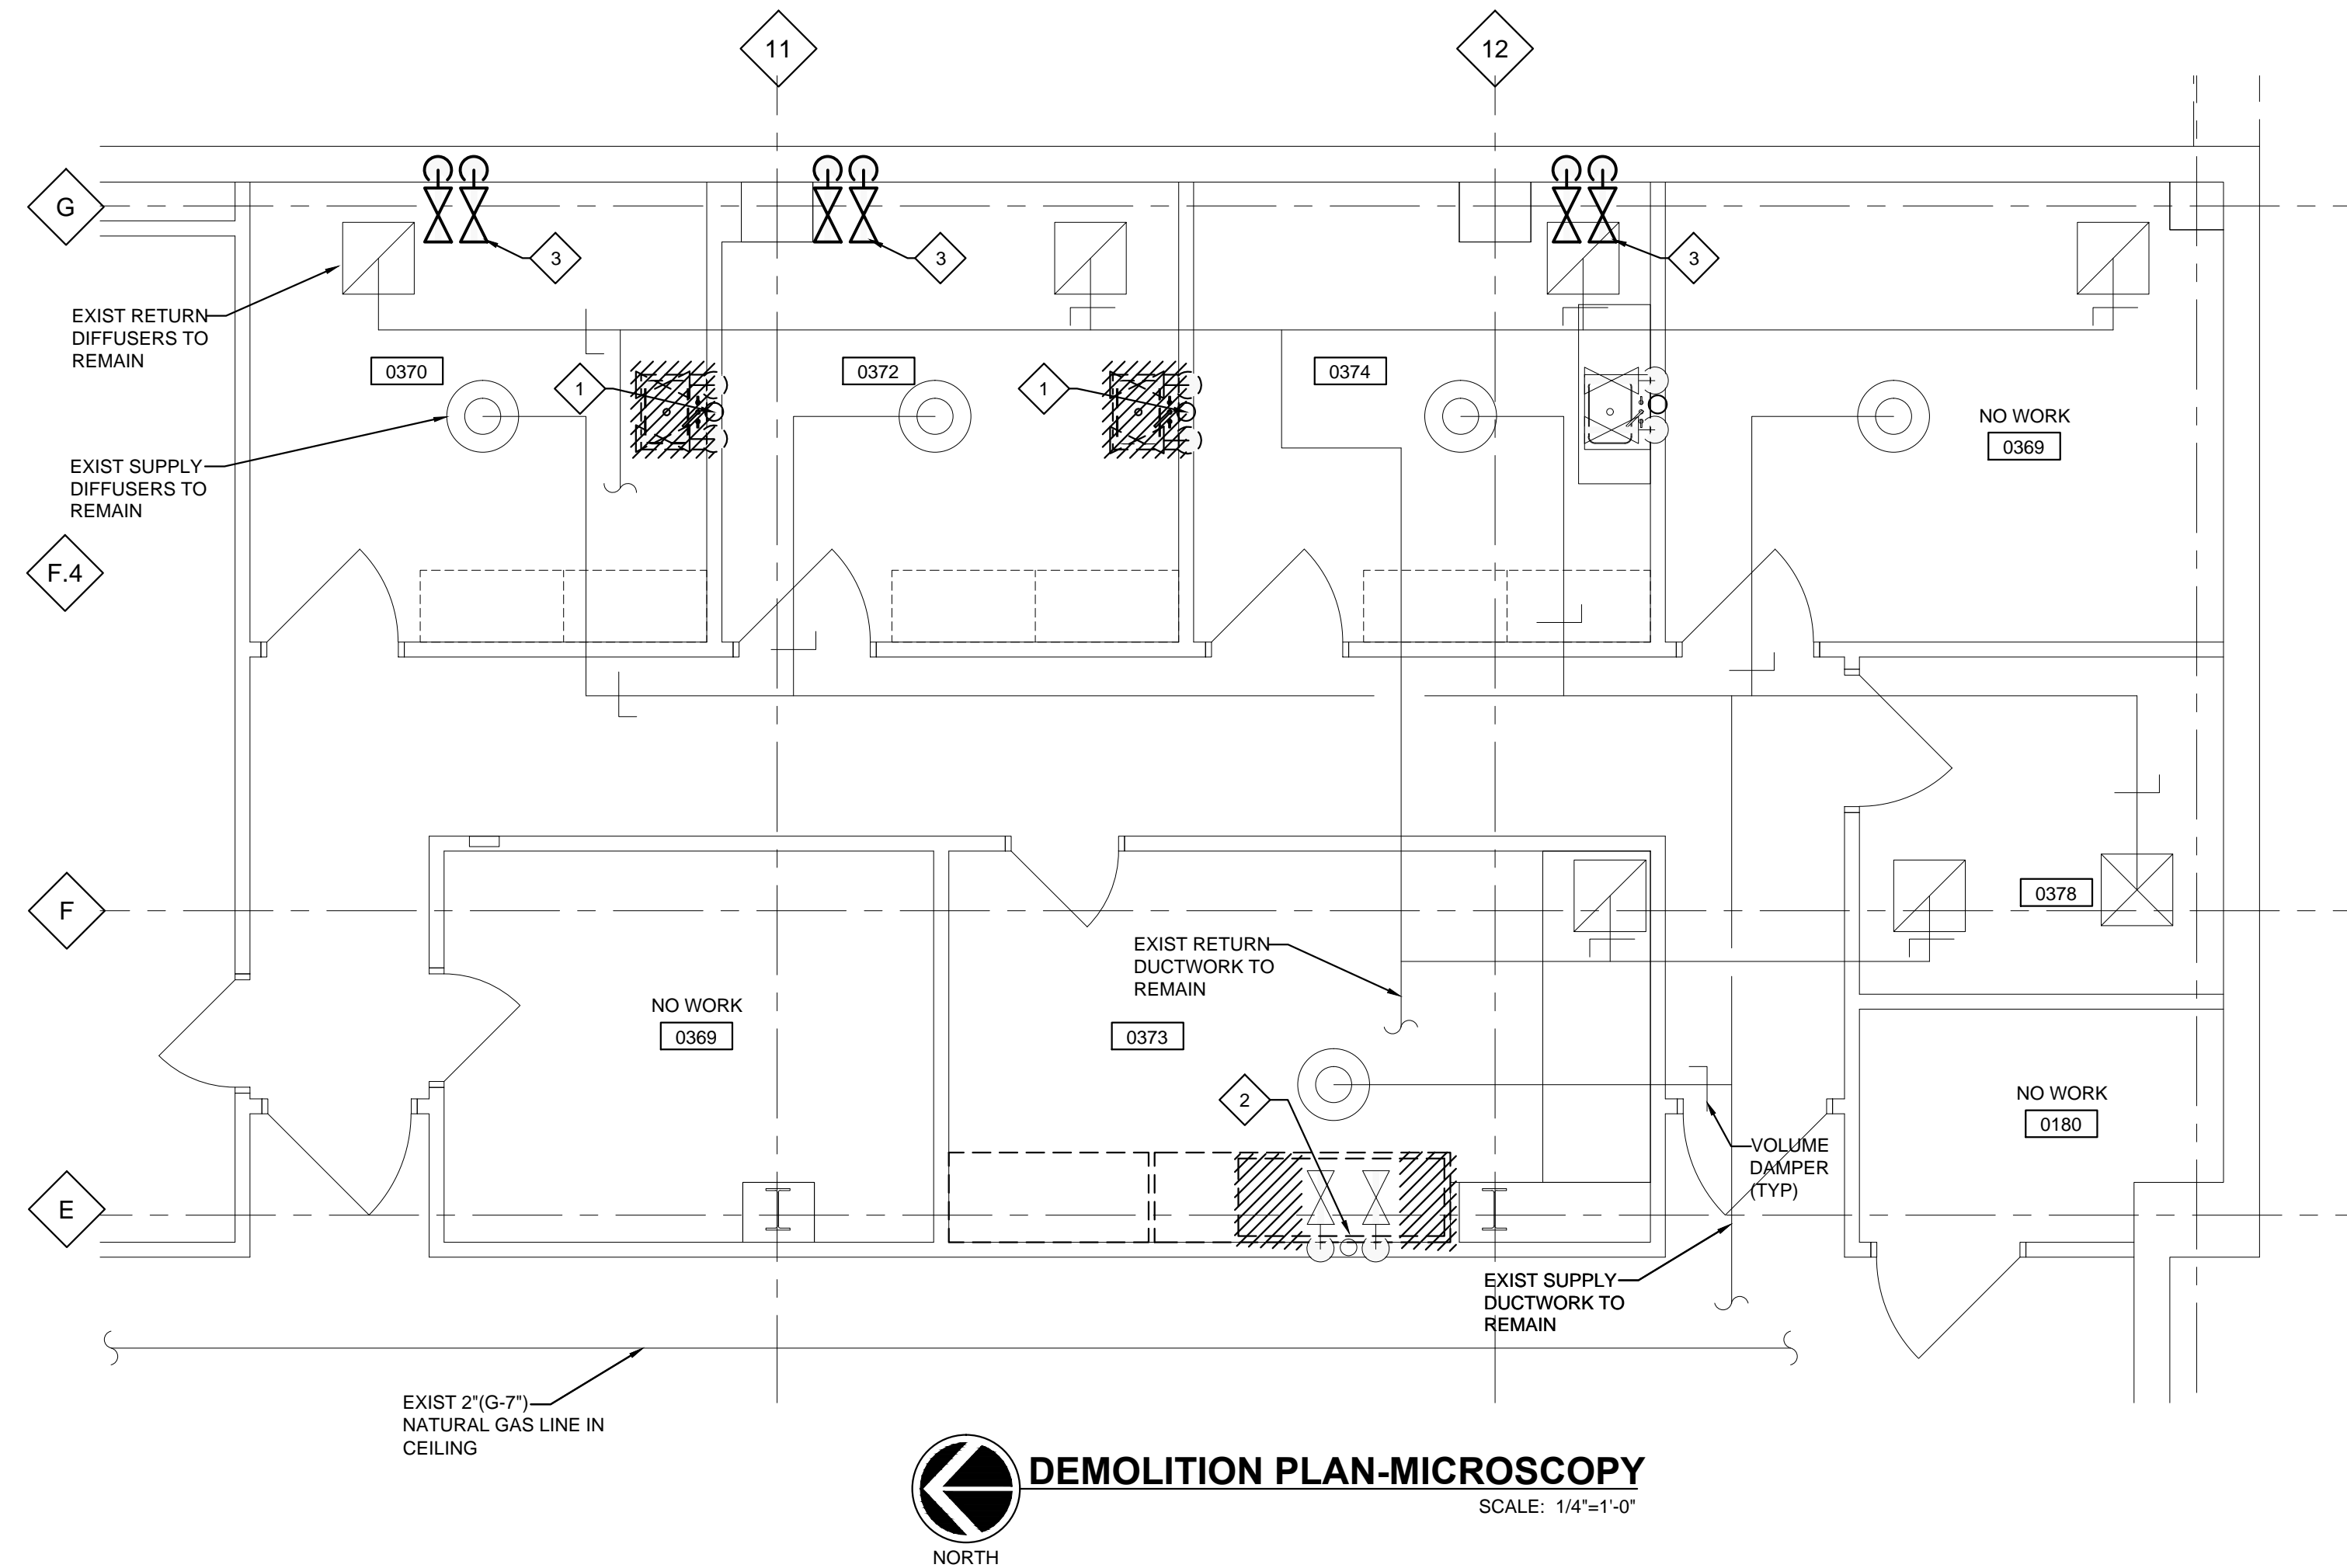 11
12
G
3
3
3
EXIST RETURN
DIFFUSERS TO
REMAIN
0370
0372
0374
1
1
NO WORK
0369
EXIST SUPPLY
DIFFUSERS TO
REMAIN
F.4
F
0378
EXIST RETURN
DUCTWORK TO
REMAIN
NO WORK
0369
0373
2
NO WORK
0180
VOLUME
DAMPER
(TYP)
E
EXIST SUPPLY
DUCTWORK TO
REMAIN
EXIST 2"(G-7")
NATURAL GAS LINE IN
CEILING
DEMOLITION PLAN-MICROSCOPY
SCALE: 1/4"=1'-0"
NORTH